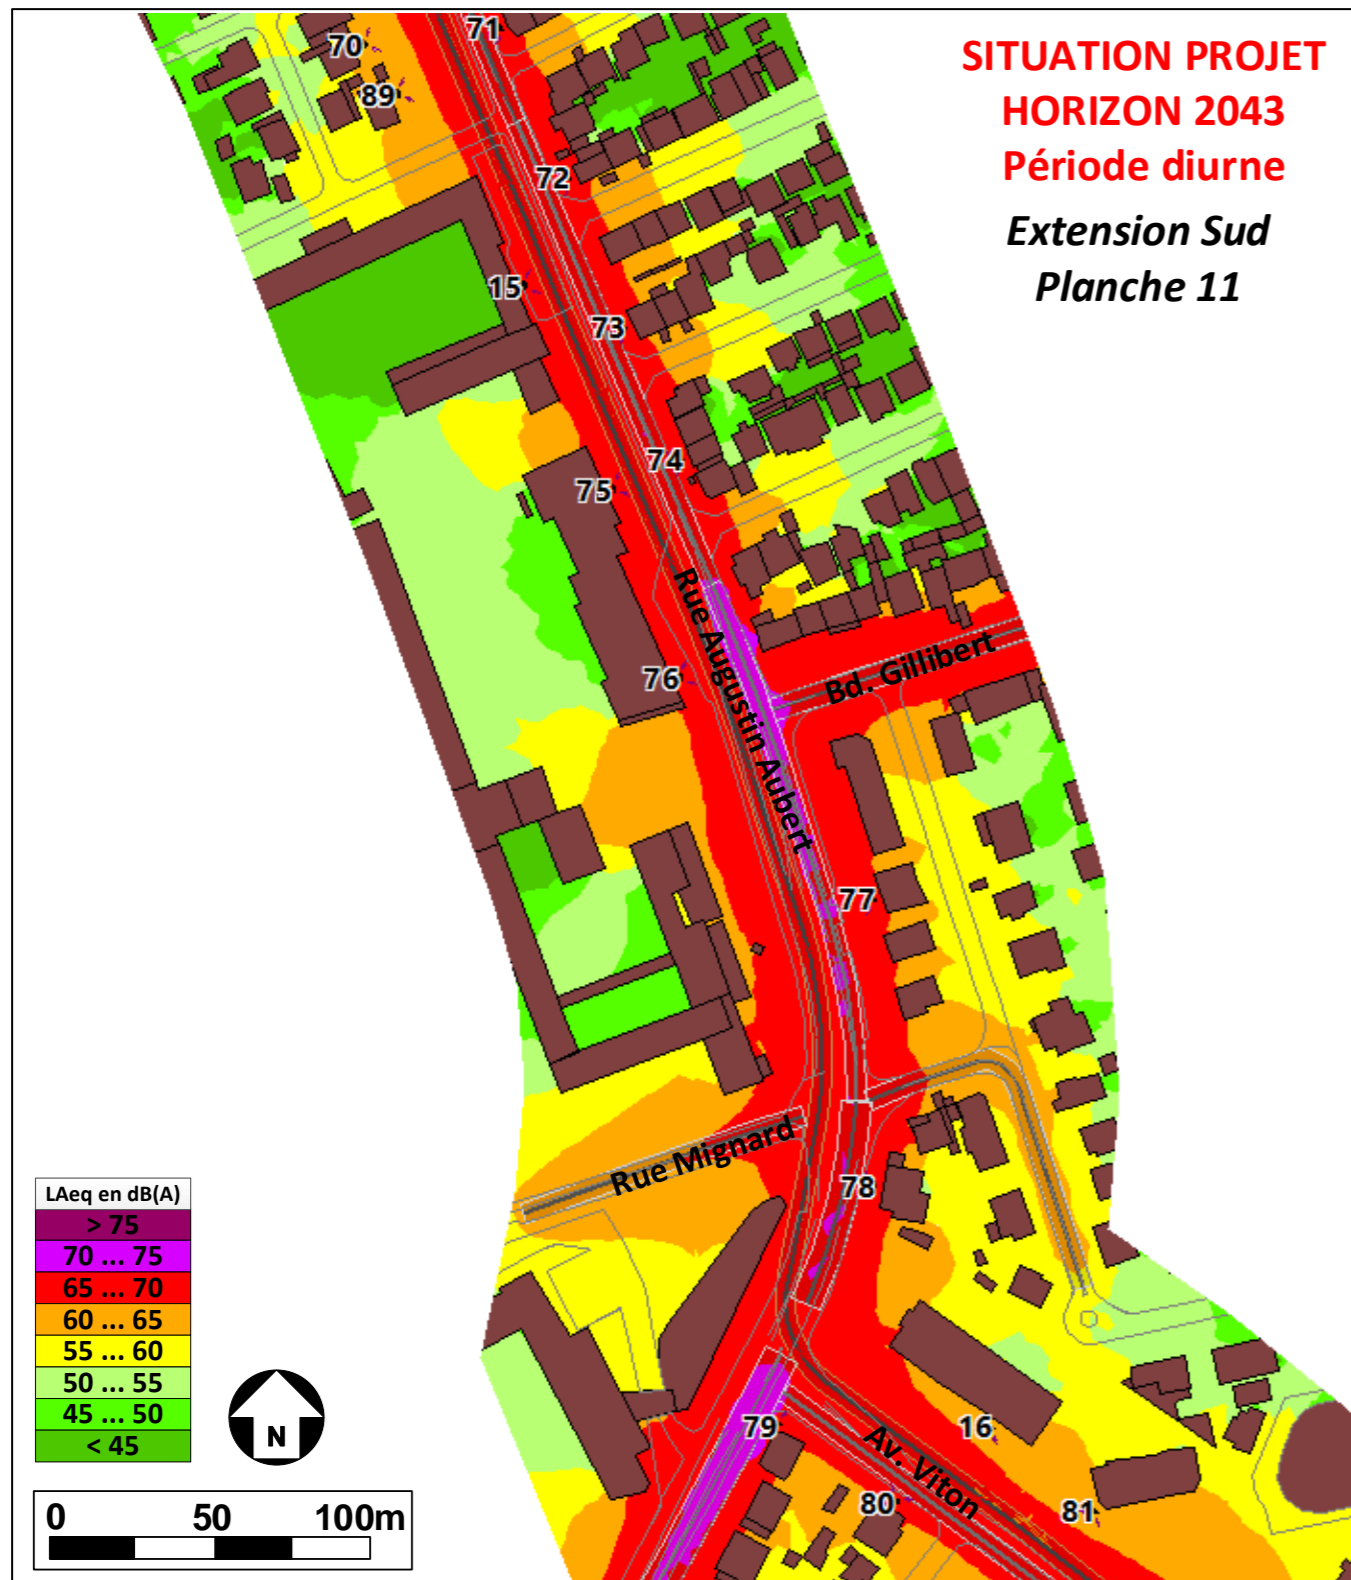 SITUATION PROJET
HORIZON 2043
Période diurne
Extension Sud
Planche 11
71
70
89
72
15
73
74
75
Rue Augustin Aubert
Bd. Gillibert
76
77
Rue Mignard
78
79
16
Av. Viton
80
81
LAeq en dB(A)
> 75
70 ... 75
65 ... 70
60 ... 65
55 ... 60
50 ... 55
45 ... 50
< 45
N
0 50 100m